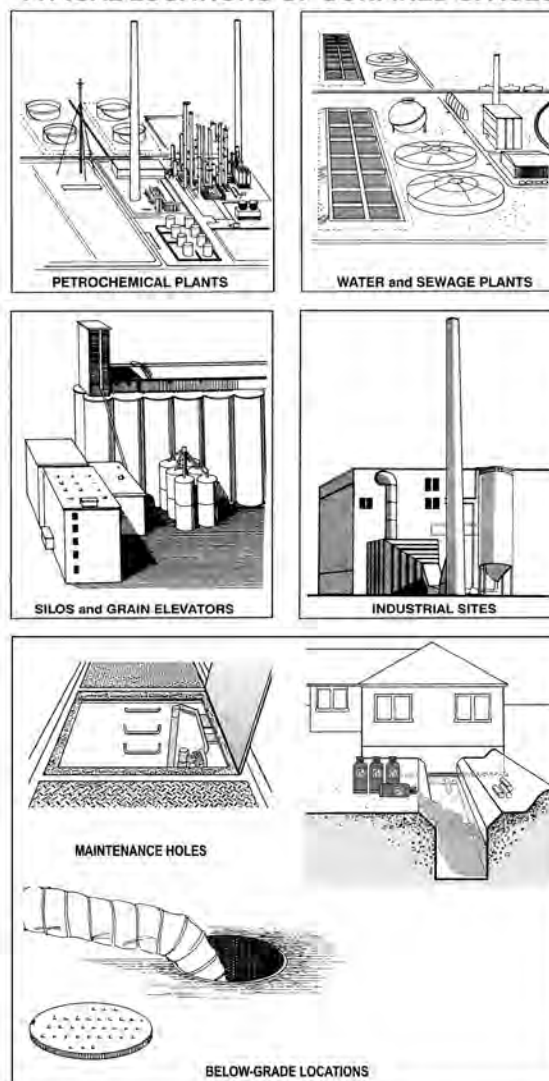 PETROCHEMICAL PLANTS
WATER and SEWAGE PLANTS
SILOS and GRAIN ELEVATORS
INDUSTRIAL SITES
MAINTENANCE HOLES
BELOW-GRADE LOCATIONS